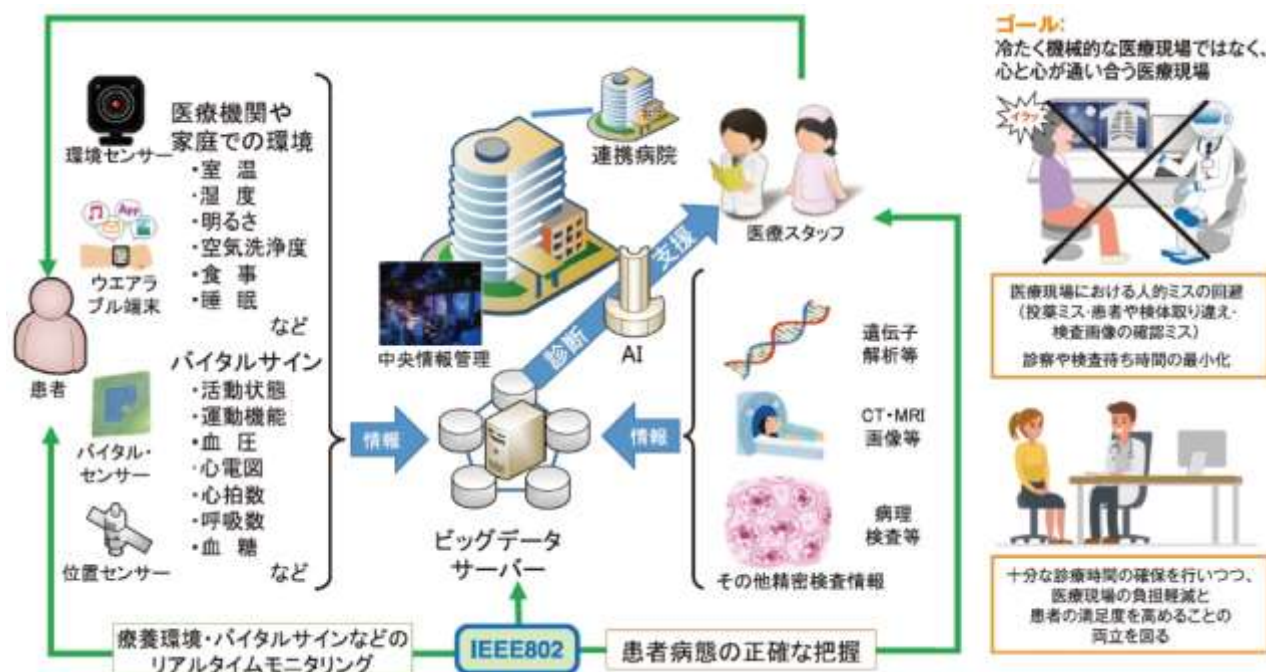 環境センサー
ウエアラ
ブル端末
患者
バイタル・
センサー
位置センサー
医療機関や
家庭での環境
・室 温
・湿 度
・明るさ
・空気洗浄度
・食 事
・睡 眠
など
バイタルサイン
・活動状態
・運動機能
・血 圧
・心電図
・心拍数
・呼吸数
・血 糖
など
情報
連携病院
中央情報管理
診断
支援
AI
医療スタッフ
ビッグデータ
サーバー
情報
遺伝子
解析等
CT・MRI
画像等
病理
検査等
その他精密検査情報
療養環境・バイタルサインなどの
リアルタイムモニタリング
IEEE802
患者病態の正確な把握
ゴール:
冷たく機械的な医療現場ではなく、
心と心が通い合う医療現場
イラッ
医療現場における人的ミスの回避
(投薬ミス・患者や検体取り違え・
検査画像の確認ミス)
診察や検査待ち時間の最小化
十分な診療時間の確保を行いつつ、
医療現場の負担軽減と
患者の満足度を高めることの
両立を図る
App